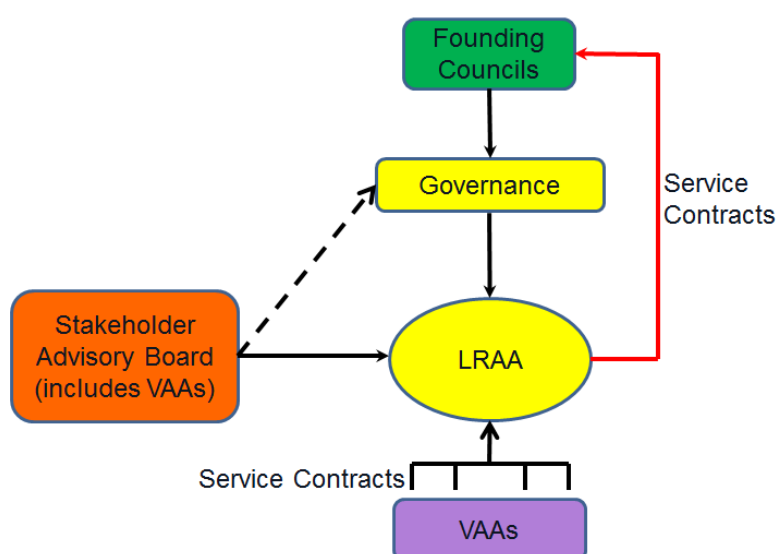 Founding
Councils
Governance
Service
Contracts
Stakeholder
Advisory Board
(includes VAAs)
LRAA
Service Contracts
VAAs